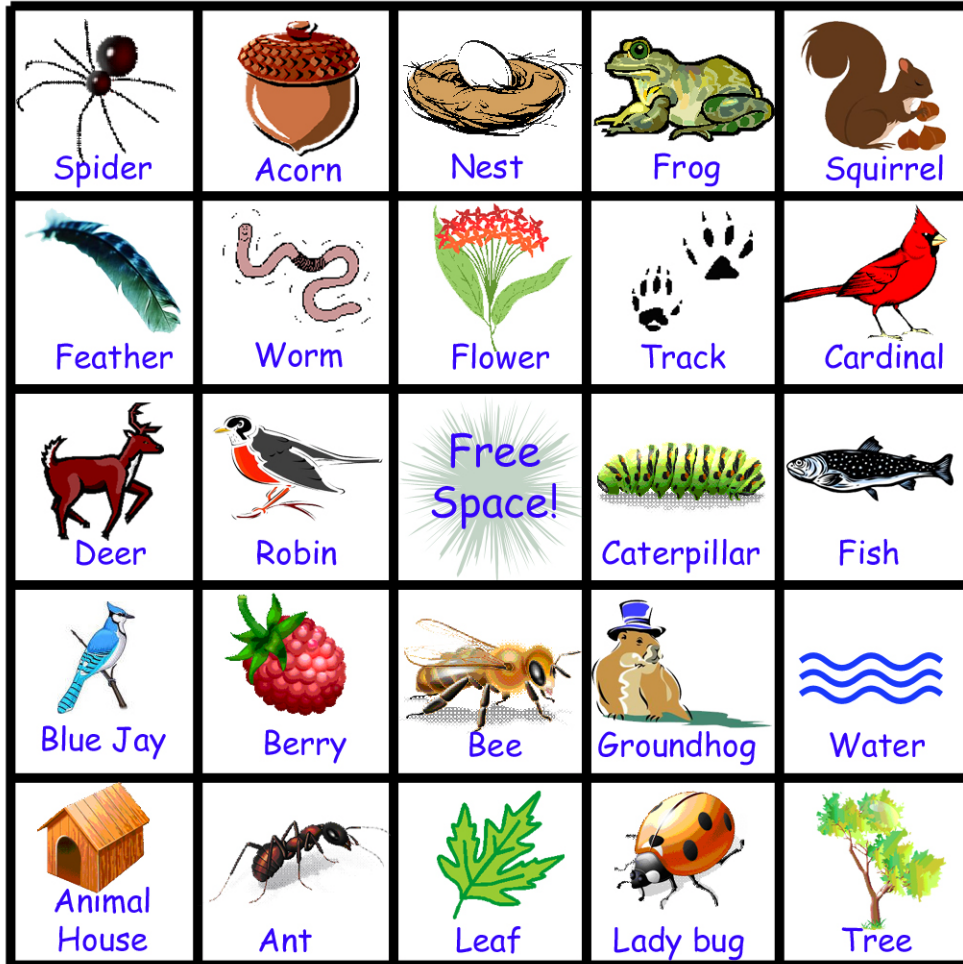 Spider
Acorn
Nest
Frog
Squirrel
Feather
Worm
Flower
Track
Cardinal
Deer
Robin
Free
Space!
Caterpillar
Fish
Blue Jay
Berry
Bee
Groundhog
Water
Animal
House
Ant
Leaf
Lady bug
Tree